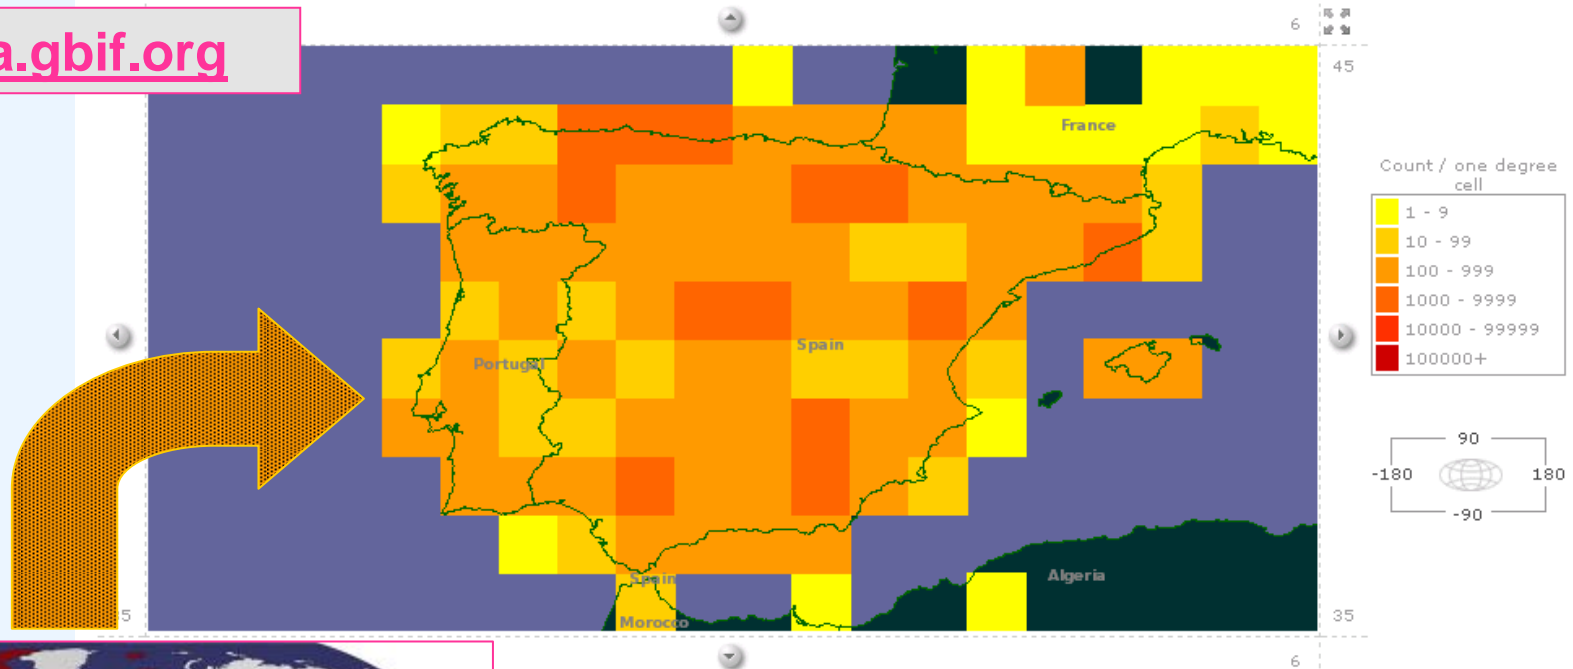 a.gbif.org
6
45
France
Count / one degree
cell
1 - 9
10 - 99
100 - 999
1000 - 9999
10000 - 99999
100000+
Spain
Portugal
90
-180
180
-90
Spain
Algeria
Morocco
5
35
6